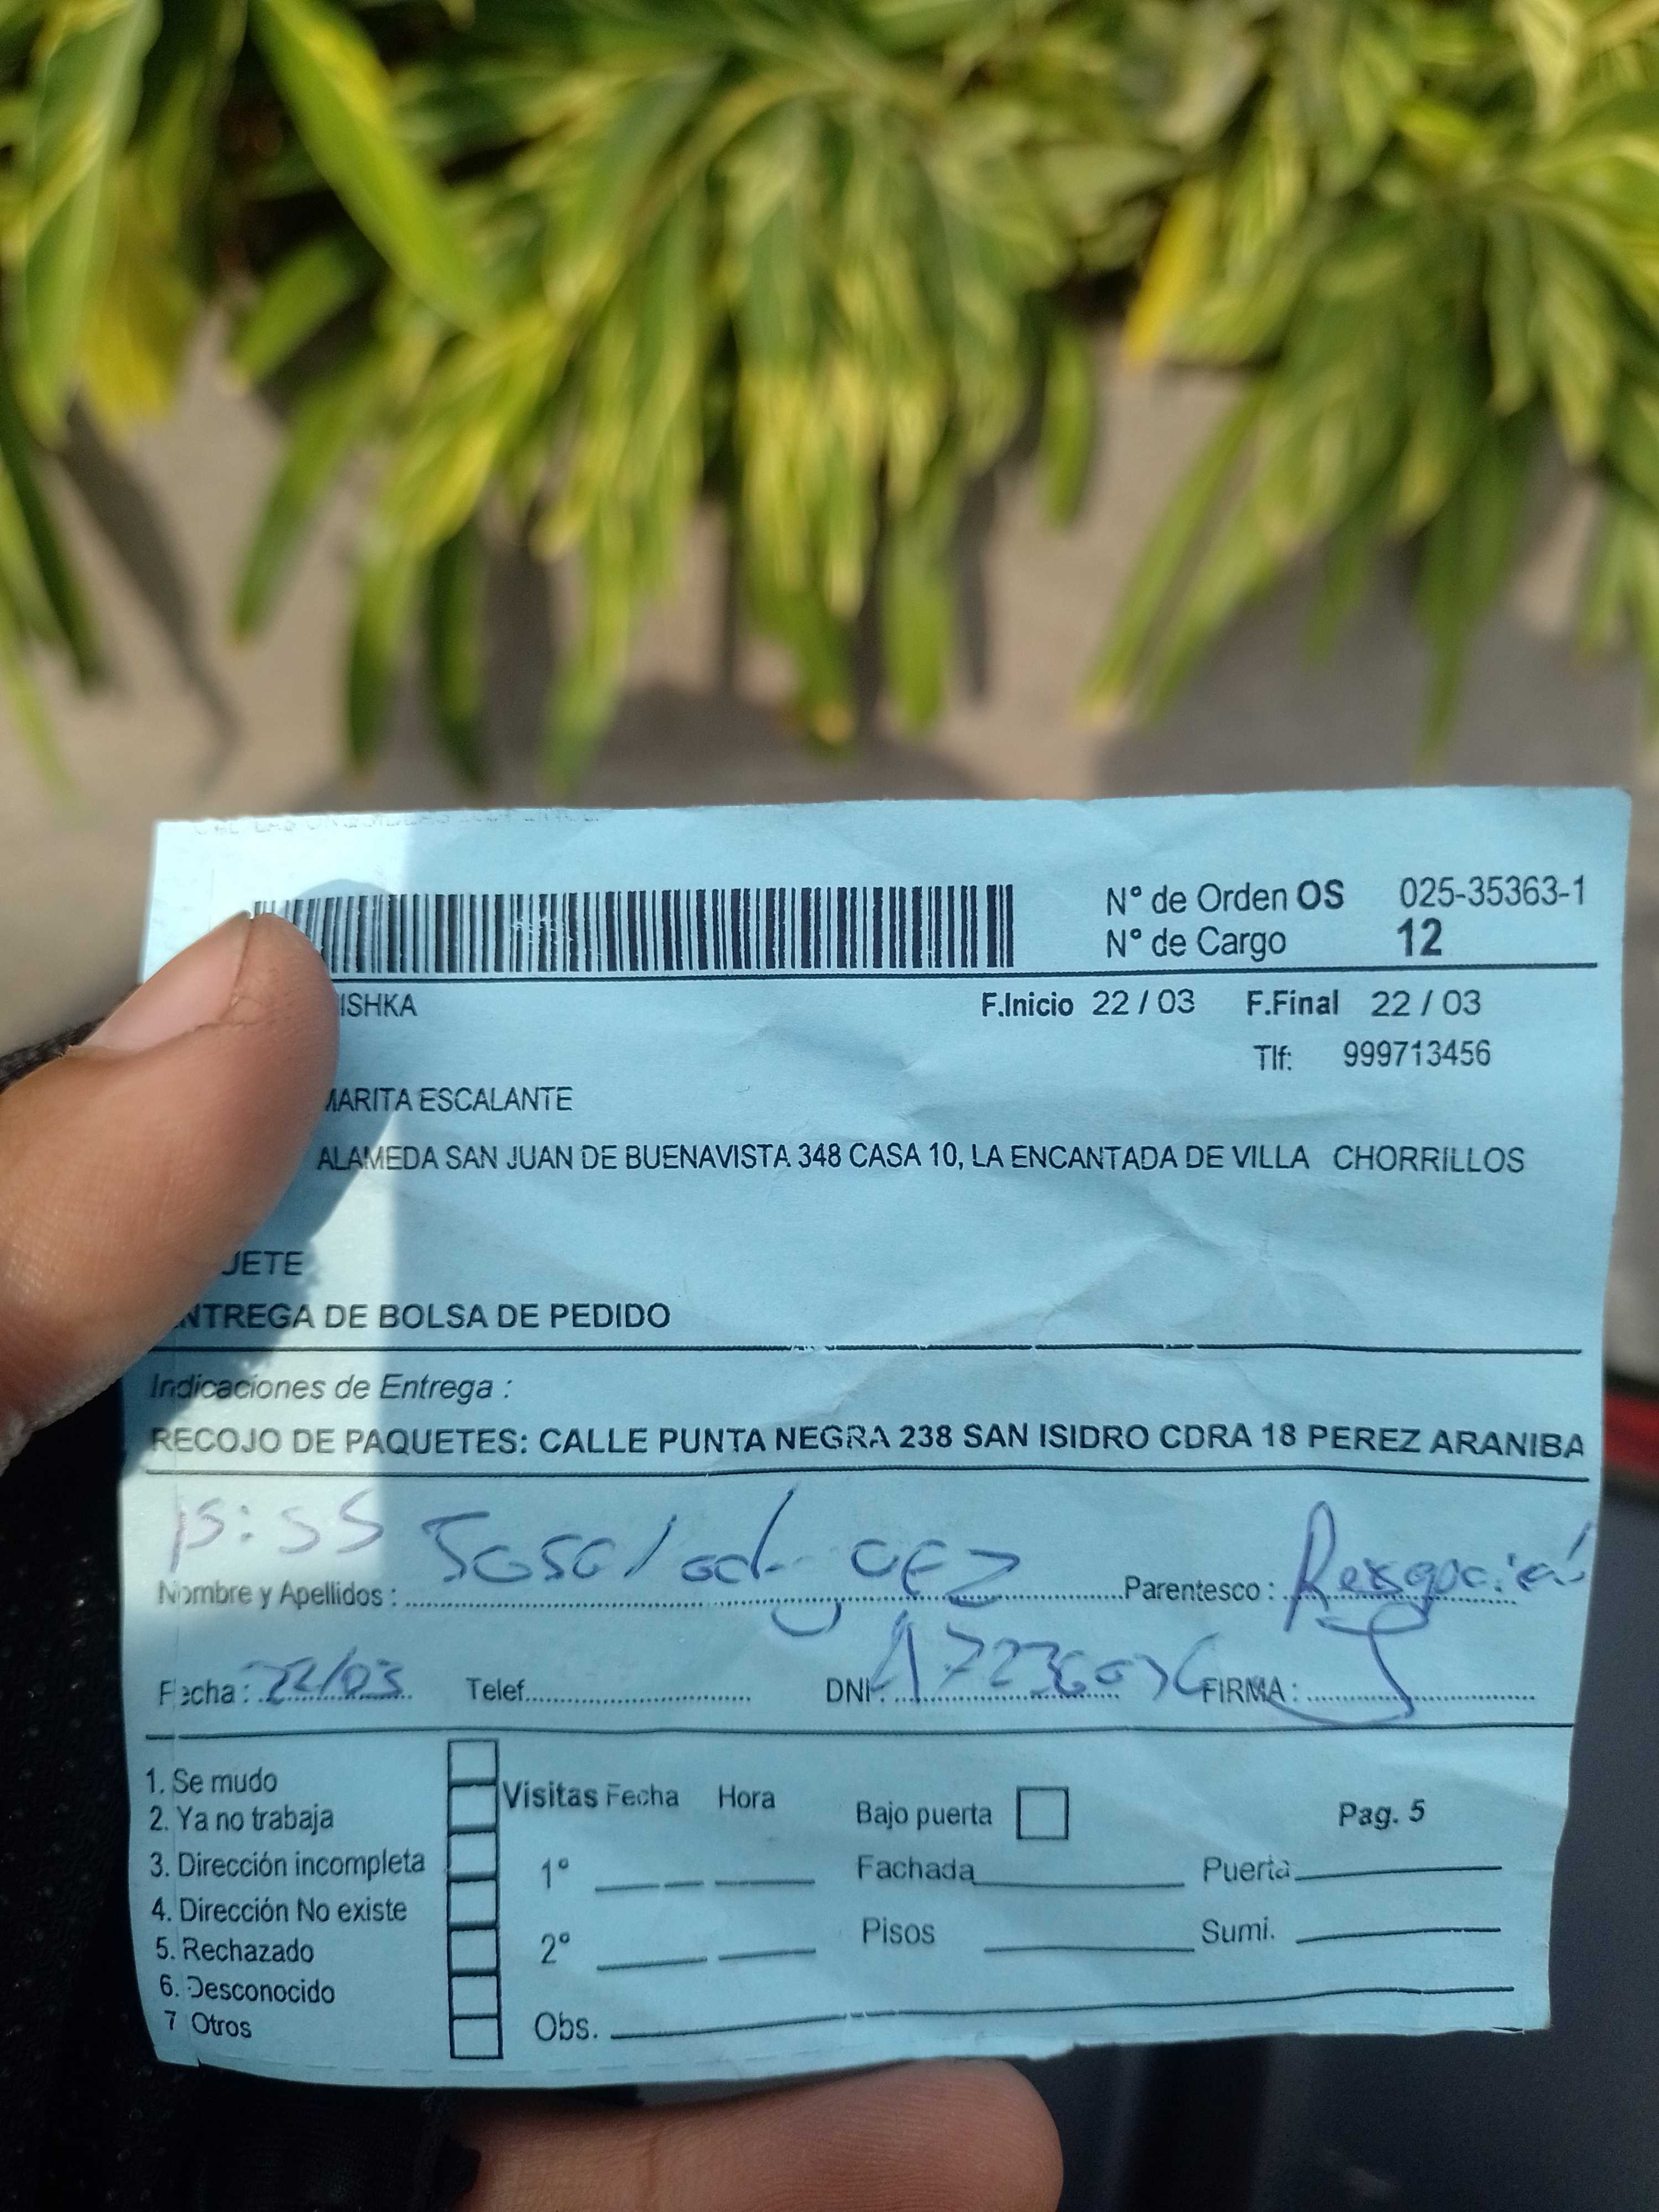 Nº de Orden OS 025-35363-1
Nº de Cargo 12
ISHKA F.Inicio 22 / 03 F.Final 22 / 03
Tlf: 999713456
MARITA ESCALANTE
ALAMEDA SAN JUAN DE BUENAVISTA 348 CASA 10, LA ENCANTADA DE VILLA CHORRILLOS
UETE
ENTREGA DE BOLSA DE PEDIDO
Indicaciones de Entrega :
RECOJO DE PAQUETES: CALLE PUNTA NEGRA 238 SAN ISIDRO CDRA 18 PEREZ ARANIBA
Nombre y Apellidos : Parentesco :
Fecha : 22/03 Telef. DNI. FIRMA :
1. Se mudo
2. Ya no trabaja
3. Dirección incompleta
4. Dirección No existe
5. Rechazado
6. Desconocido
7 Otros
Visitas Fecha Hora
1º
2º
Obs.
Bajo puerta Pag. 5
Fachada Puerta
Pisos Sumi.